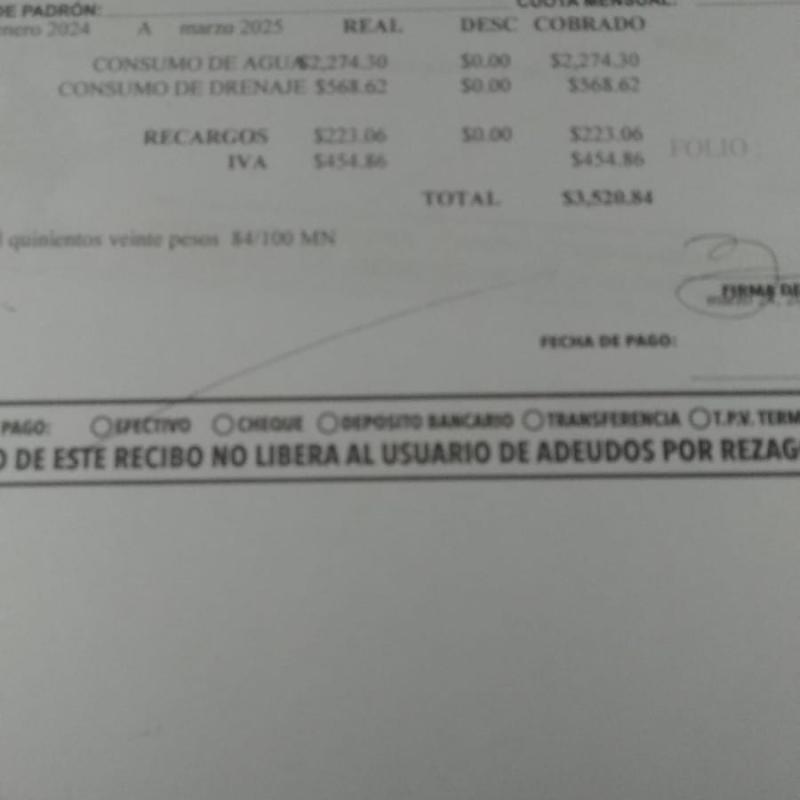 DE PADRÓN: CUOTA MENSUAL:
enero 2024 A marzo 2025 REAL DESC COBRADO
CONSUMO DE AGUA $2,274.30 $0.00 $2,274.30
CONSUMO DE DRENAJE $568.62 $0.00 $568.62
RECARGOS $223.06 $0.00 $223.06
FOLIO :
IVA $454.86 $454.86
TOTAL $3,520.84
l quinientos veinte pesos 84/100 MN
FIRMA DE
FECHA DE PAGO:
PAGO: EFECTIVO CHEQUE DEPOSITO BANCARIO TRANSFERENCIA T.P.V. TERM
O DE ESTE RECIBO NO LIBERA AL USUARIO DE ADEUDOS POR REZAG